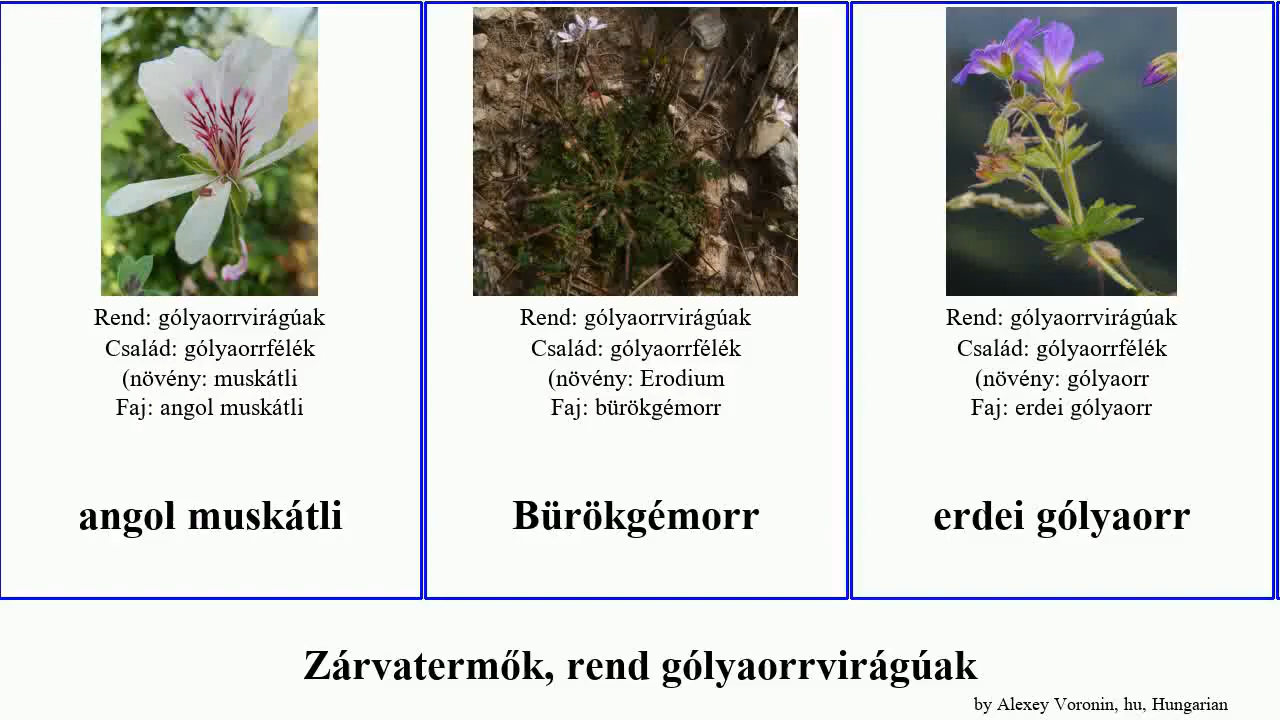 Rend: gólyaorrvirágúak
Család: gólyaorrfélék
(növény: muskátli
Faj: angol muskátli
angol muskátli
Rend: gólyaorrvirágúak
Család: gólyaorrfélék
(növény: Erodium
Faj: bürökgémorr
Bürökgémorr
Rend: gólyaorrvirágúak
Család: gólyaorrfélék
(növény: gólyaorr
Faj: erdei gólyaorr
erdei gólyaorr
Zárvatermők, rend gólyaorrvirágúak
by Alexey Voronin, hu, Hungarian